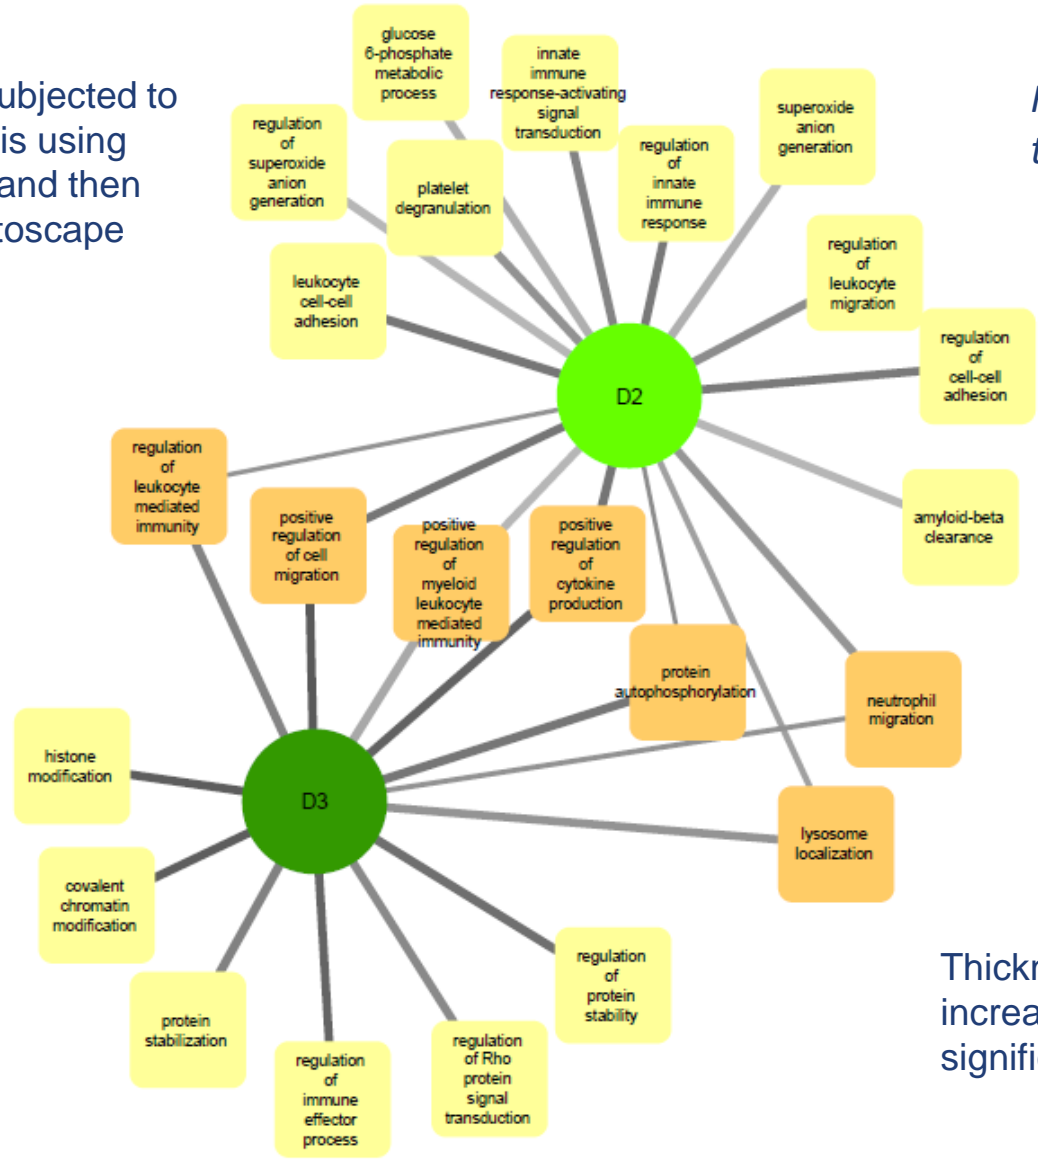 ubjected to
is using
and then
toscape
glucose
6-phosphate
metabolic
process
innate
immune
response-activating
signal
transduction
superoxide
anion
generation
regulation
of
superoxide
anion
generation
platelet
degranulation
regulation
of
innate
immune
response
regulation
of
leukocyte
migration
leukocyte
cell-cell
adhesion
regulation
of
cell-cell
adhesion
D2
regulation
of
leukocyte
mediated
immunity
positive
regulation
of cell
migration
positive
regulation
of
myeloid
leukocyte
mediated
immunity
positive
regulation
of
cytokine
production
amyloid-beta
clearance
protein
autophosphorylation
neutrophil
migration
histone
modification
D3
lysosome
localization
covalent
chromatin
modification
protein
stabilization
regulation
of
immune
effector
process
regulation
of Rho
protein
signal
transduction
regulation
of
protein
stability
Thickn
increa
signifi